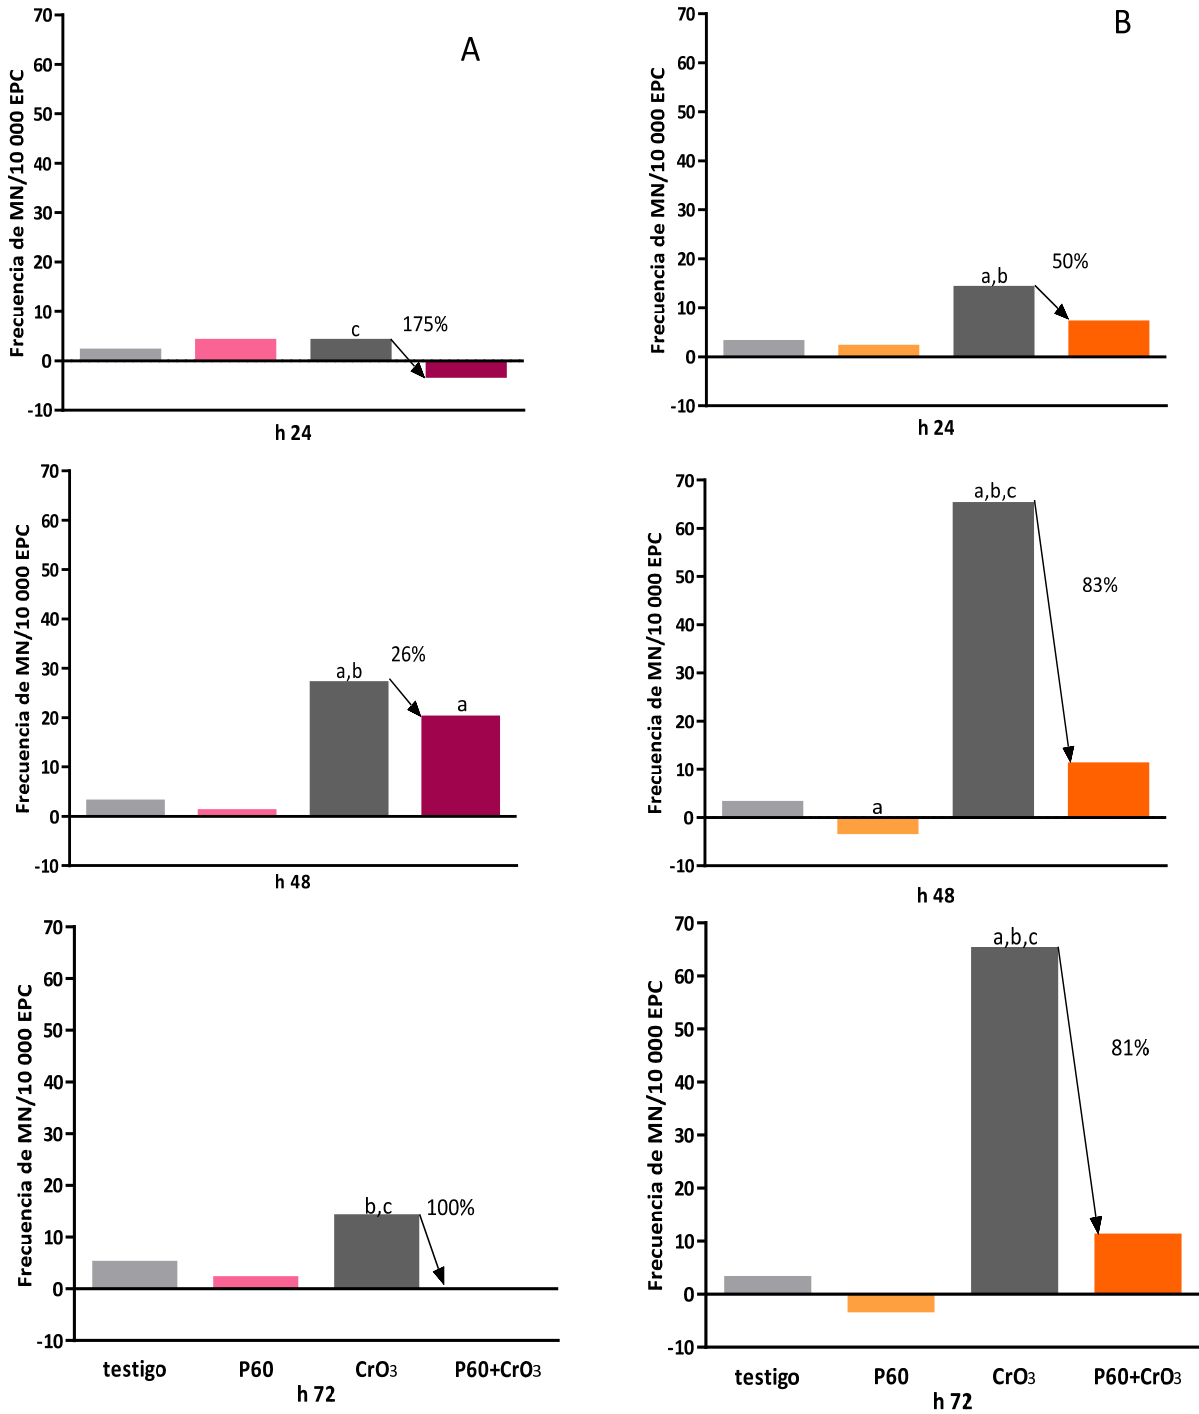 A
Frecuencia de MN/10 000 EPC
70
60
50
40
30
20
10
0
-10
c
175%
h 24
B
Frecuencia de MN/10 000 EPC
70
60
50
40
30
20
10
0
-10
a,b
50%
h 24
Frecuencia de MN/10 000 EPC
70
60
50
40
30
20
10
0
-10
a,b
26%
a
h 48
Frecuencia de MN/10 000 EPC
70
60
50
40
30
20
10
0
-10
a
a,b,c
83%
h 48
Frecuencia de MN/10 000 EPC
70
60
50
40
30
20
10
0
-10
b,c
100%
testigo P60 CrO3 P60+CrO3
h 72
Frecuencia de MN/10 000 EPC
70
60
50
40
30
20
10
0
-10
a,b,c
81%
testigo P60 CrO3 P60+CrO3
h 72